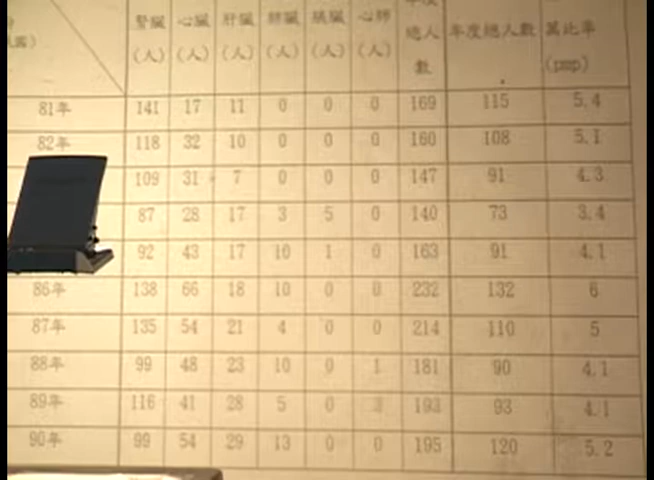 腎臟 心臟 肝臟 肺臟 胰臟 心肺 年度 年度總人數 萬比率
(人) (人) (人) (人) (人) (人) 總人數 (pmp)
81年 141 17 11 0 0 0 169 115 5.4
82年 118 32 10 0 0 0 160 108 5.1
109 31 7 0 0 0 147 91 4.3
87 28 17 3 5 0 140 73 3.4
92 43 17 10 1 0 163 91 4.1
86年 138 66 18 10 0 0 232 132 6
87年 135 54 21 4 0 0 214 110 5
88年 99 48 23 10 0 1 181 90 4.1
89年 116 41 28 5 0 3 193 93 4.1
90年 99 54 29 13 0 0 195 120 5.2